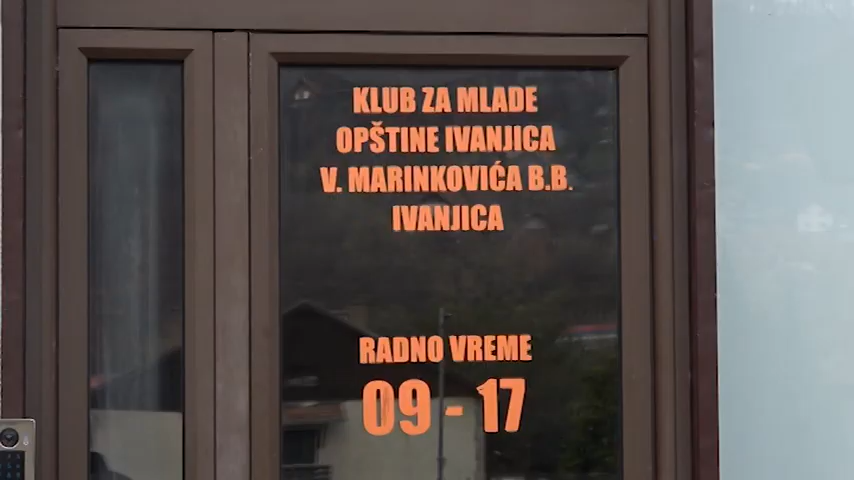 KLUB ZA MLADE
OPŠTINE IVANJICA
V. MARINKOVIĆA B.B.
IVANJICA
RADNO VREME
09 - 17